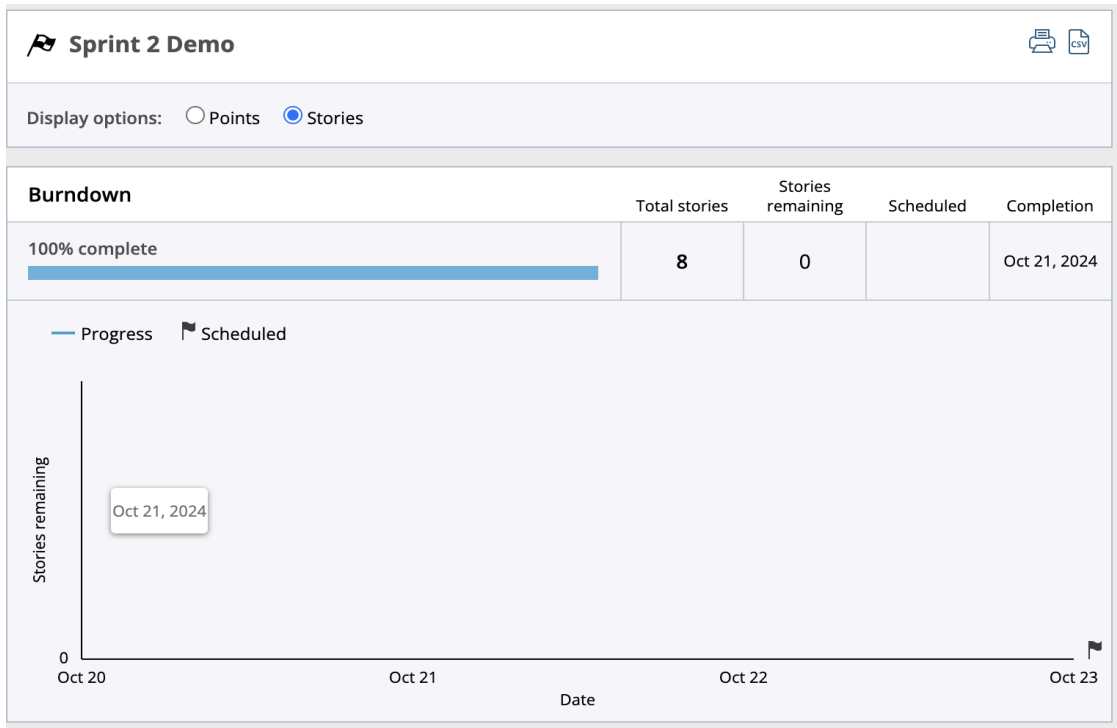 Sprint 2 Demo
CSV
Display options: Points Stories
Burndown
Total stories
Stories
remaining
Scheduled
Completion
100% complete
8
0
Oct 21, 2024
Progress Scheduled
Stories remaining
Oct 21, 2024
0
Oct 20 Oct 21 Oct 22 Oct 23
Date